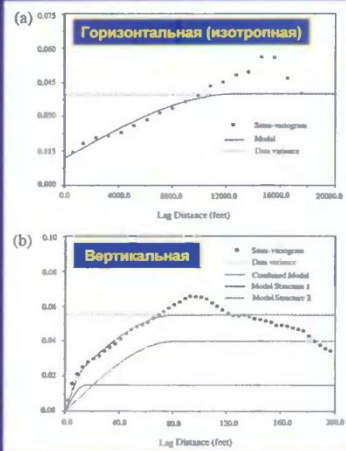 (a)
Горизонтальная (изотропная)
0.075
0.060
0.045
0.030
0.015
0.000
Semi-variogram
Model
Data variance
0.0 4000.0 8000.0 12000.0 16000.0 20000.0
Lag Distance (feet)
(b)
Вертикальная
0.10
0.08
0.06
0.04
0.02
0.00
Semi-variogram
Data variance
Combined Model
Model Structure 1
Model Structure 2
0.0 40.0 80.0 120.0 160.0 200.0
Lag Distance (feet)